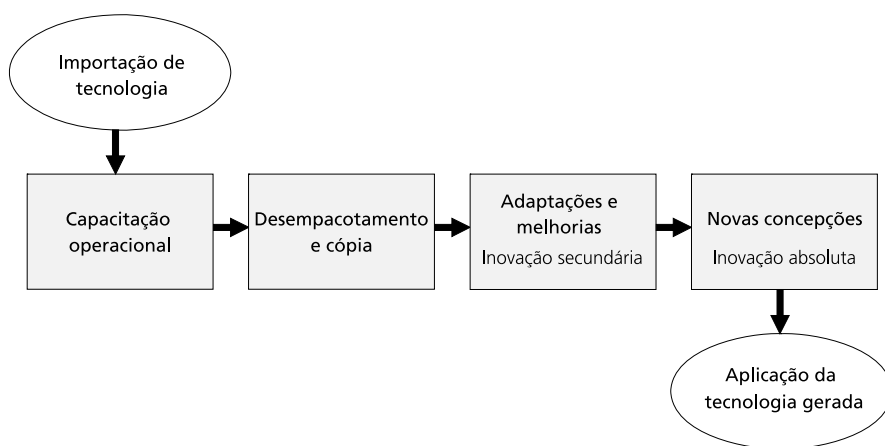 Importação de
tecnologia
Capacitação
operacional
Desempacotamento
e cópia
Adaptações e
melhorias
Inovação secundária
Novas concepções
Inovação absoluta
Aplicação da
tecnologia gerada